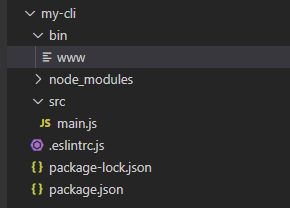 my-cli
bin
www
node_modules
src
JS main.js
.eslintrc.js
{} package-lock.json
{} package.json